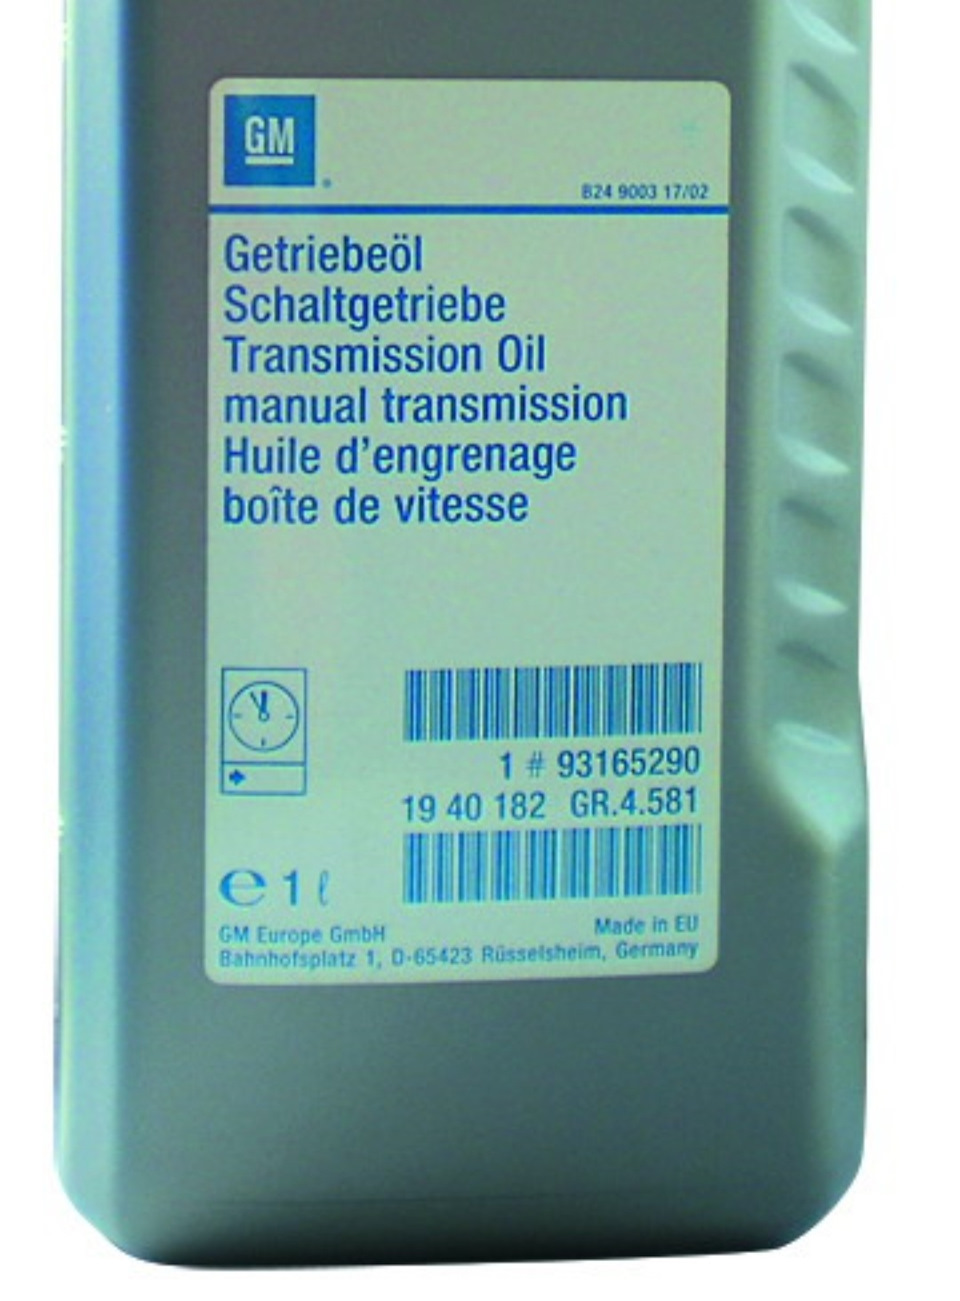 GM
®
B24 9003 17/02
Getriebeöl
Schaltgetriebe
Transmission Oil
manual transmission
Huile d'engrenage
boîte de vitesse
1 # 93165290
19 40 182 GR.4.581
e 1 ℓ
GM Europe GmbH Made in EU
Bahnhofsplatz 1, D-65423 Rüsselsheim, Germany